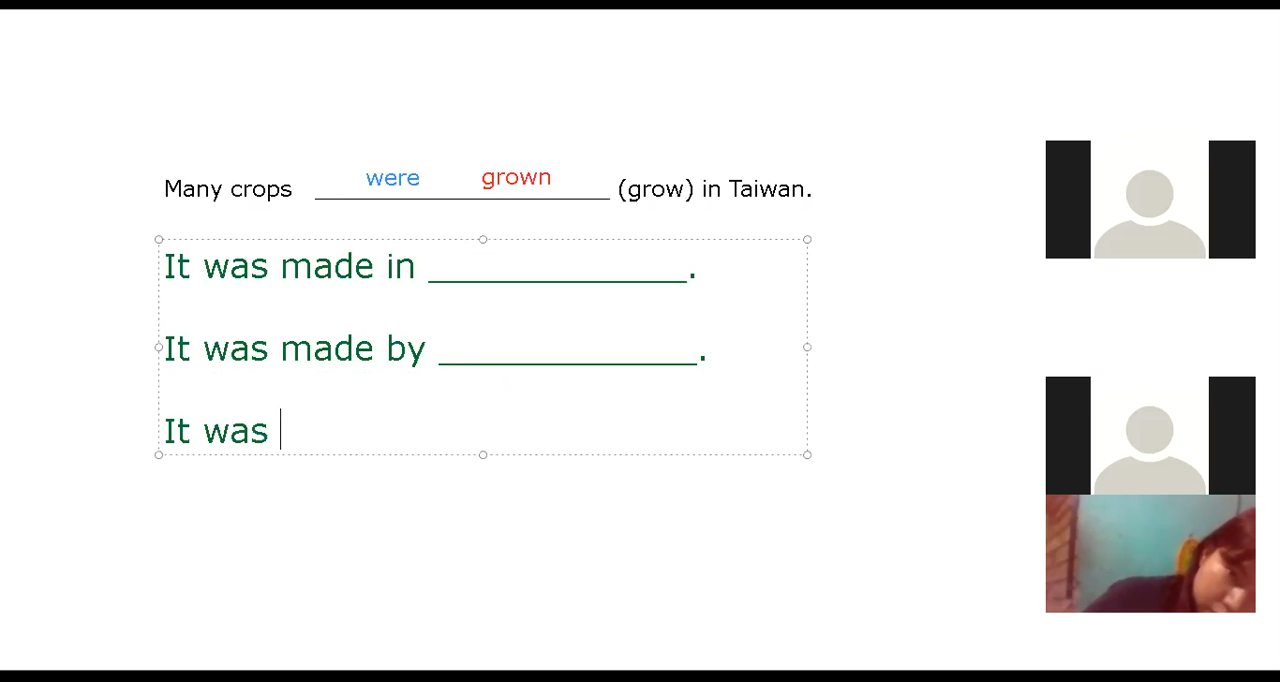 Many crops were grown (grow) in Taiwan.
It was made in ______________.
It was made by ______________.
It was